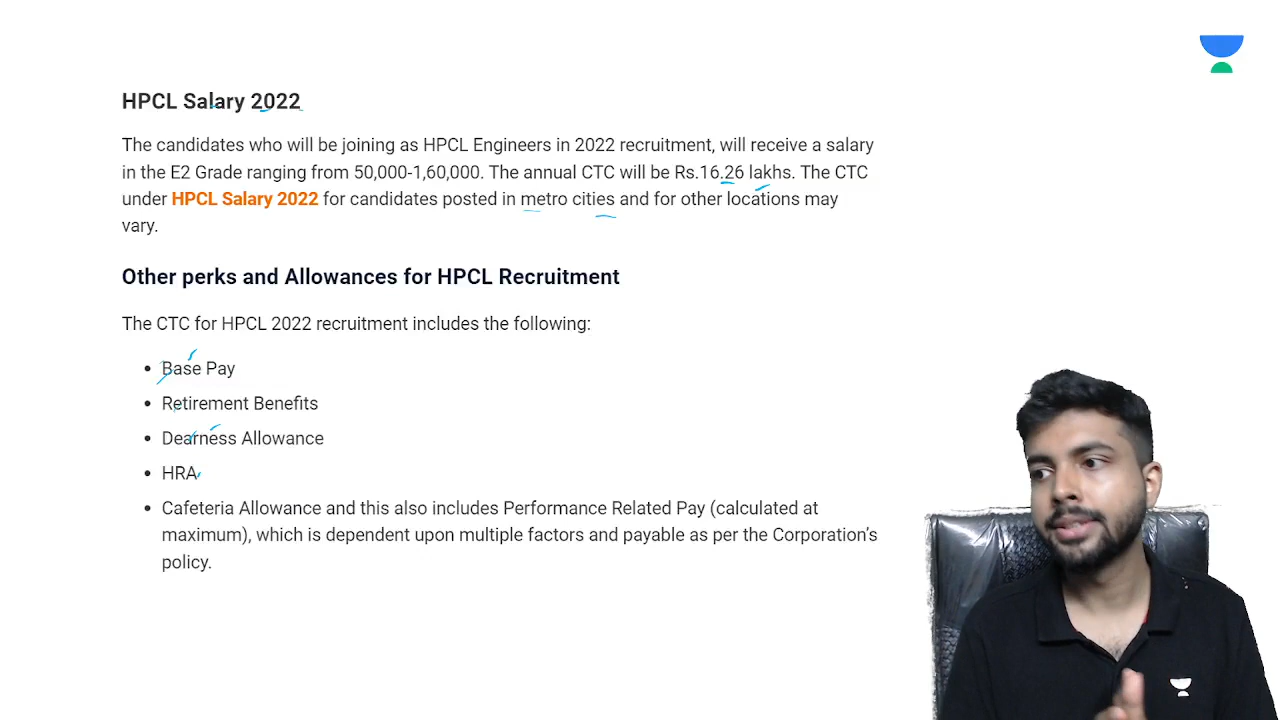 HPCL Salary 2022
The candidates who will be joining as HPCL Engineers in 2022 recruitment, will receive a salary
in the E2 Grade ranging from 50,000-1,60,000. The annual CTC will be Rs.16.26 lakhs. The CTC
under HPCL Salary 2022 for candidates posted in metro cities and for other locations may
vary.
Other perks and Allowances for HPCL Recruitment
The CTC for HPCL 2022 recruitment includes the following:
• Base Pay
• Retirement Benefits
• Dearness Allowance
• HRA
• Cafeteria Allowance and this also includes Performance Related Pay (calculated at
maximum), which is dependent upon multiple factors and payable as per the Corporation’s
policy.